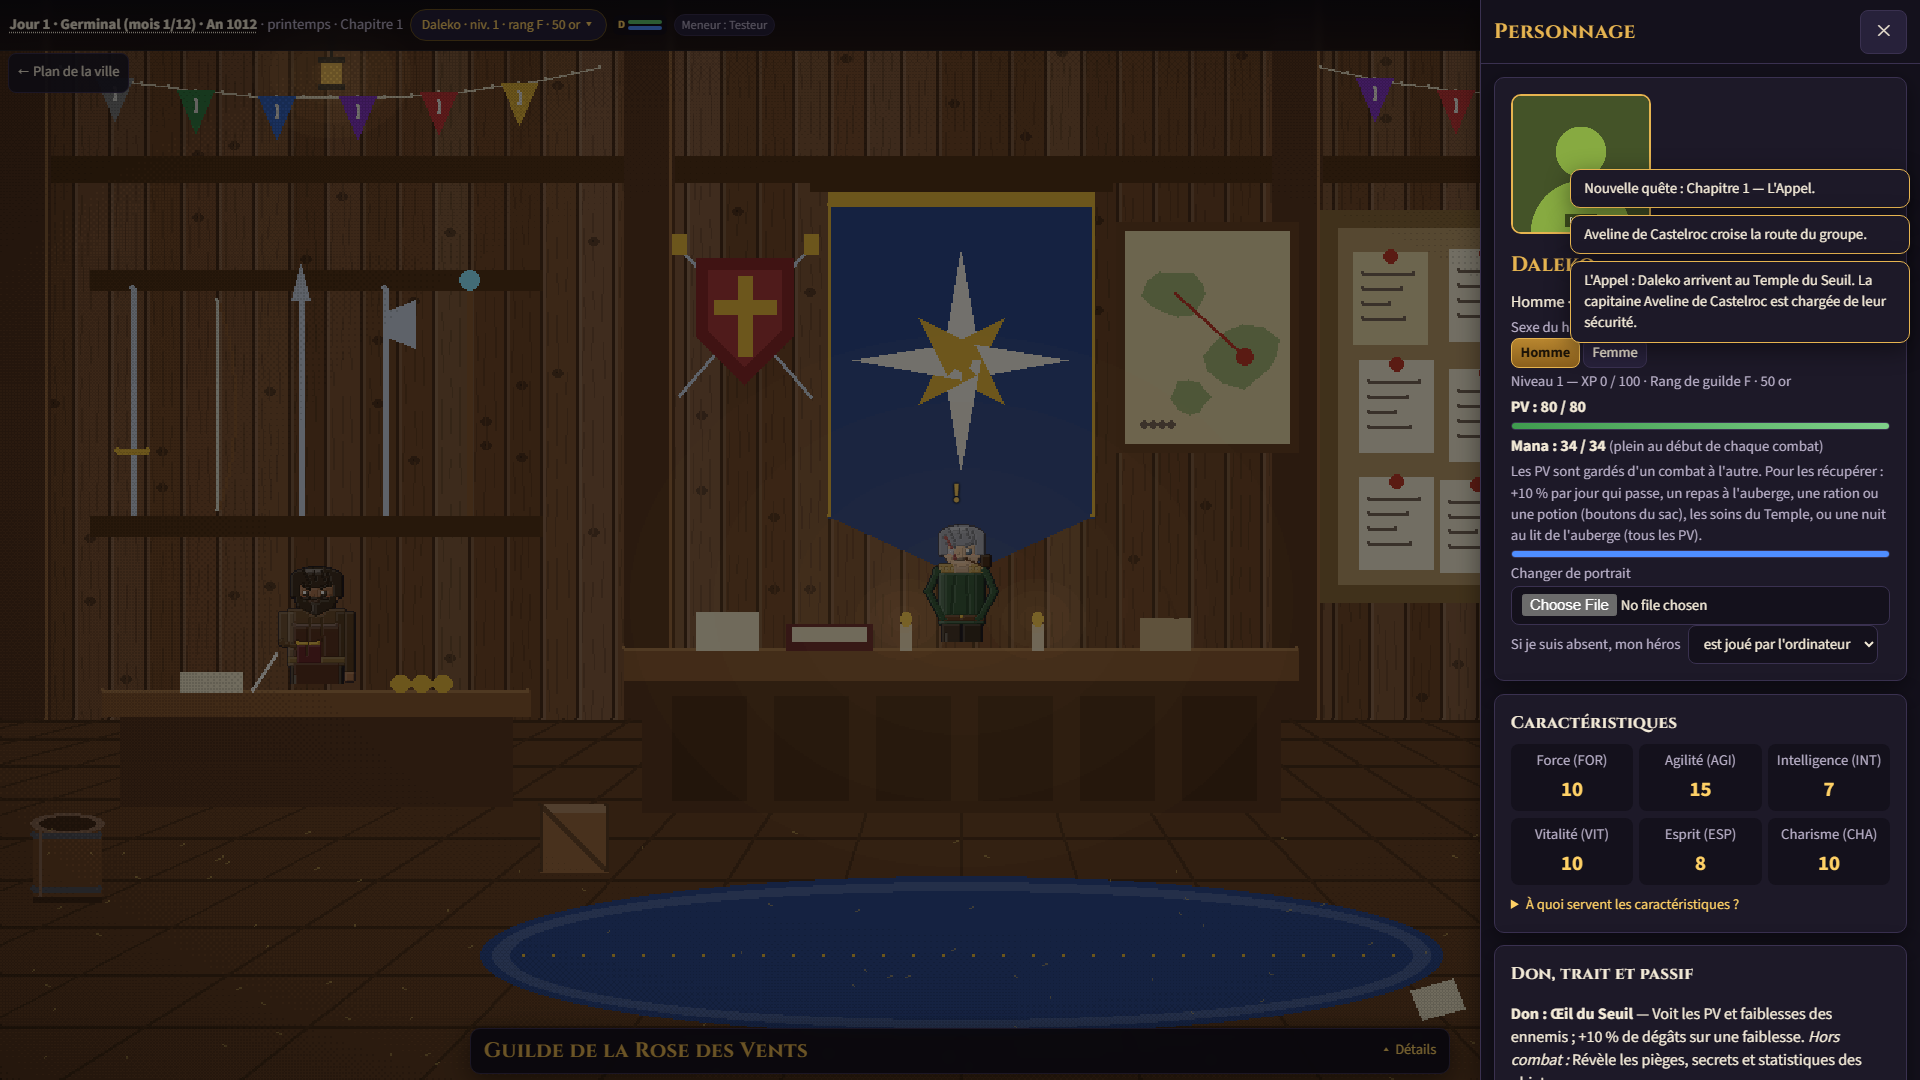 Jour 1 · Germinal (mois 1/12) · An 1012 · printemps · Chapitre 1
Daleko · niv. 1 · rang F · 50 or ▾
D
Meneur : Testeur
← Plan de la ville
Guilde de la Rose des Vents
Détails
Personnage
Nouvelle quête : Chapitre 1 — L'Appel.
Aveline de Castelroc croise la route du groupe.
L'Appel : Daleko arrivent au Temple du Seuil. La
capitaine Aveline de Castelroc est chargée de leur
sécurité.
Homme
Homme
Femme
Niveau 1 — XP 0 / 100 · Rang de guilde F · 50 or
PV : 80 / 80
Mana : 34 / 34 (plein au début de chaque combat)
Les PV sont gardés d'un combat à l'autre. Pour les récupérer :
+10 % par jour qui passe, un repas à l'auberge, une ration ou
une potion (boutons du sac), les soins du Temple, ou une nuit
au lit de l'auberge (tous les PV).
Changer de portrait
Choose File No file chosen
Si je suis absent, mon héros est joué par l'ordinateur
Caractéristiques
Force (FOR)
10
Agilité (AGI)
15
Intelligence (INT)
7
Vitalité (VIT)
10
Esprit (ESP)
8
Charisme (CHA)
10
À quoi servent les caractéristiques ?
Don, trait et passif
Don : Œil du Seuil — Voit les PV et faiblesses des
ennemis ; +10 % de dégâts sur une faiblesse. Hors
combat : Révèle les pièges, secrets et statistiques des